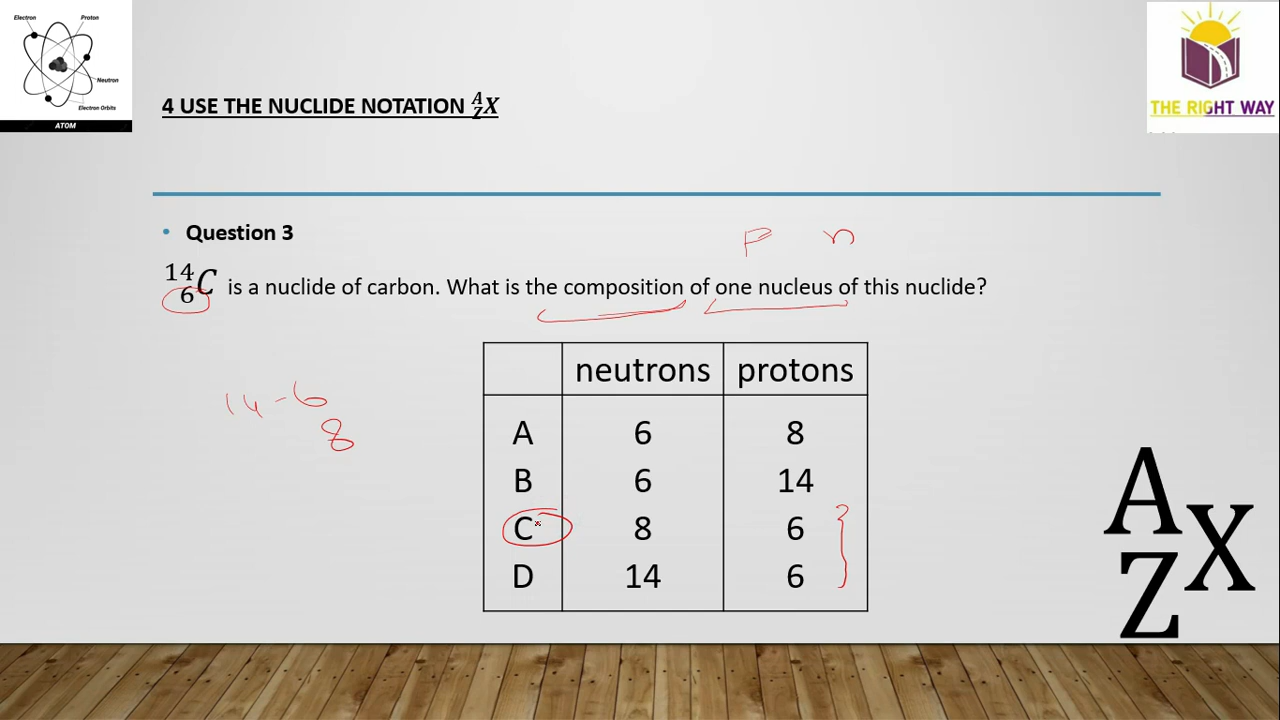 Electron
Proton
Neutron
Electron Orbits
ATOM
THE RIGHT WAY
4 USE THE NUCLIDE NOTATION ᴬ_Z X
• Question 3
P n
¹⁴₆C is a nuclide of carbon. What is the composition of one nucleus of this nuclide?
neutrons protons
14 - 6
8
A 6 8
B 6 14
C 8 6
D 14 6
A
Z X